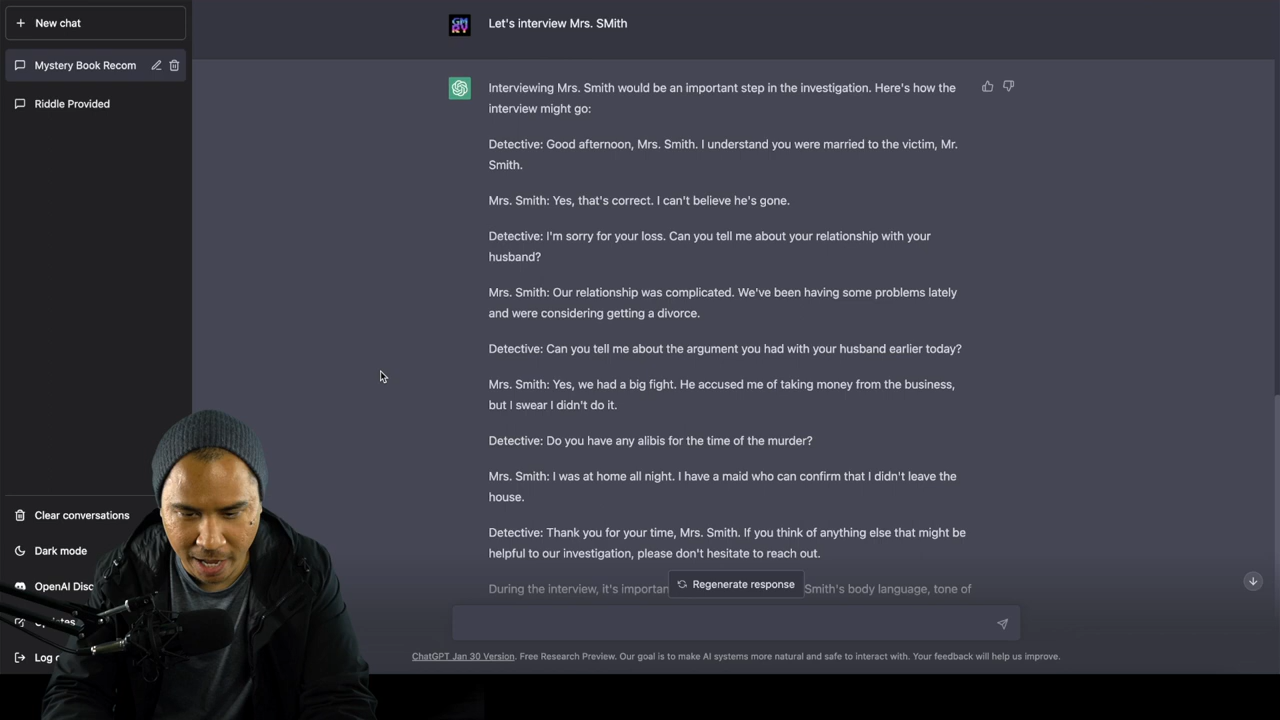 New chat
Mystery Book Recom
Riddle Provided
Let's interview Mrs. SMith
Interviewing Mrs. Smith would be an important step in the investigation. Here's how the
interview might go:
Detective: Good afternoon, Mrs. Smith. I understand you were married to the victim, Mr.
Smith.
Mrs. Smith: Yes, that's correct. I can't believe he's gone.
Detective: I'm sorry for your loss. Can you tell me about your relationship with your
husband?
Mrs. Smith: Our relationship was complicated. We've been having some problems lately
and were considering getting a divorce.
Detective: Can you tell me about the argument you had with your husband earlier today?
Mrs. Smith: Yes, we had a big fight. He accused me of taking money from the business,
but I swear I didn't do it.
Detective: Do you have any alibis for the time of the murder?
Mrs. Smith: I was at home all night. I have a maid who can confirm that I didn't leave the
house.
Detective: Thank you for your time, Mrs. Smith. If you think of anything else that might be
helpful to our investigation, please don't hesitate to reach out.
During the interview, it's Smith's body language, tone of
Regenerate response
ChatGPT Jan 30 Version. Free Research Preview. Our goal is to make AI systems more natural and safe to interact with. Your feedback will help us improve.
Clear conversations
Dark mode
OpenAI
Updates
Log